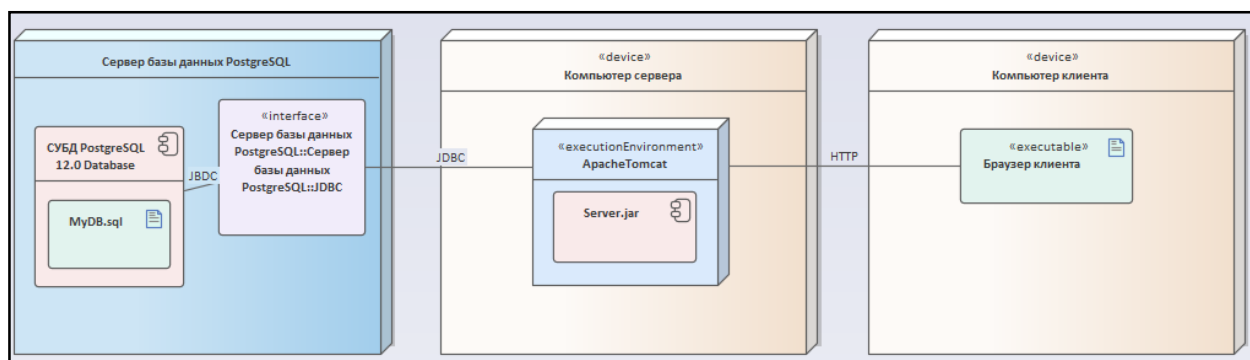 Сервер базы данных PostgreSQL
СУБД PostgreSQL
12.0 Database
MyDB.sql
JBDC
«interface»
Сервер базы данных
PostgreSQL::Сервер
базы данных
PostgreSQL::JDBC
JDBC
«device»
Компьютер сервера
«executionEnvironment»
ApacheTomcat
Server.jar
HTTP
«device»
Компьютер клиента
«executable»
Браузер клиента